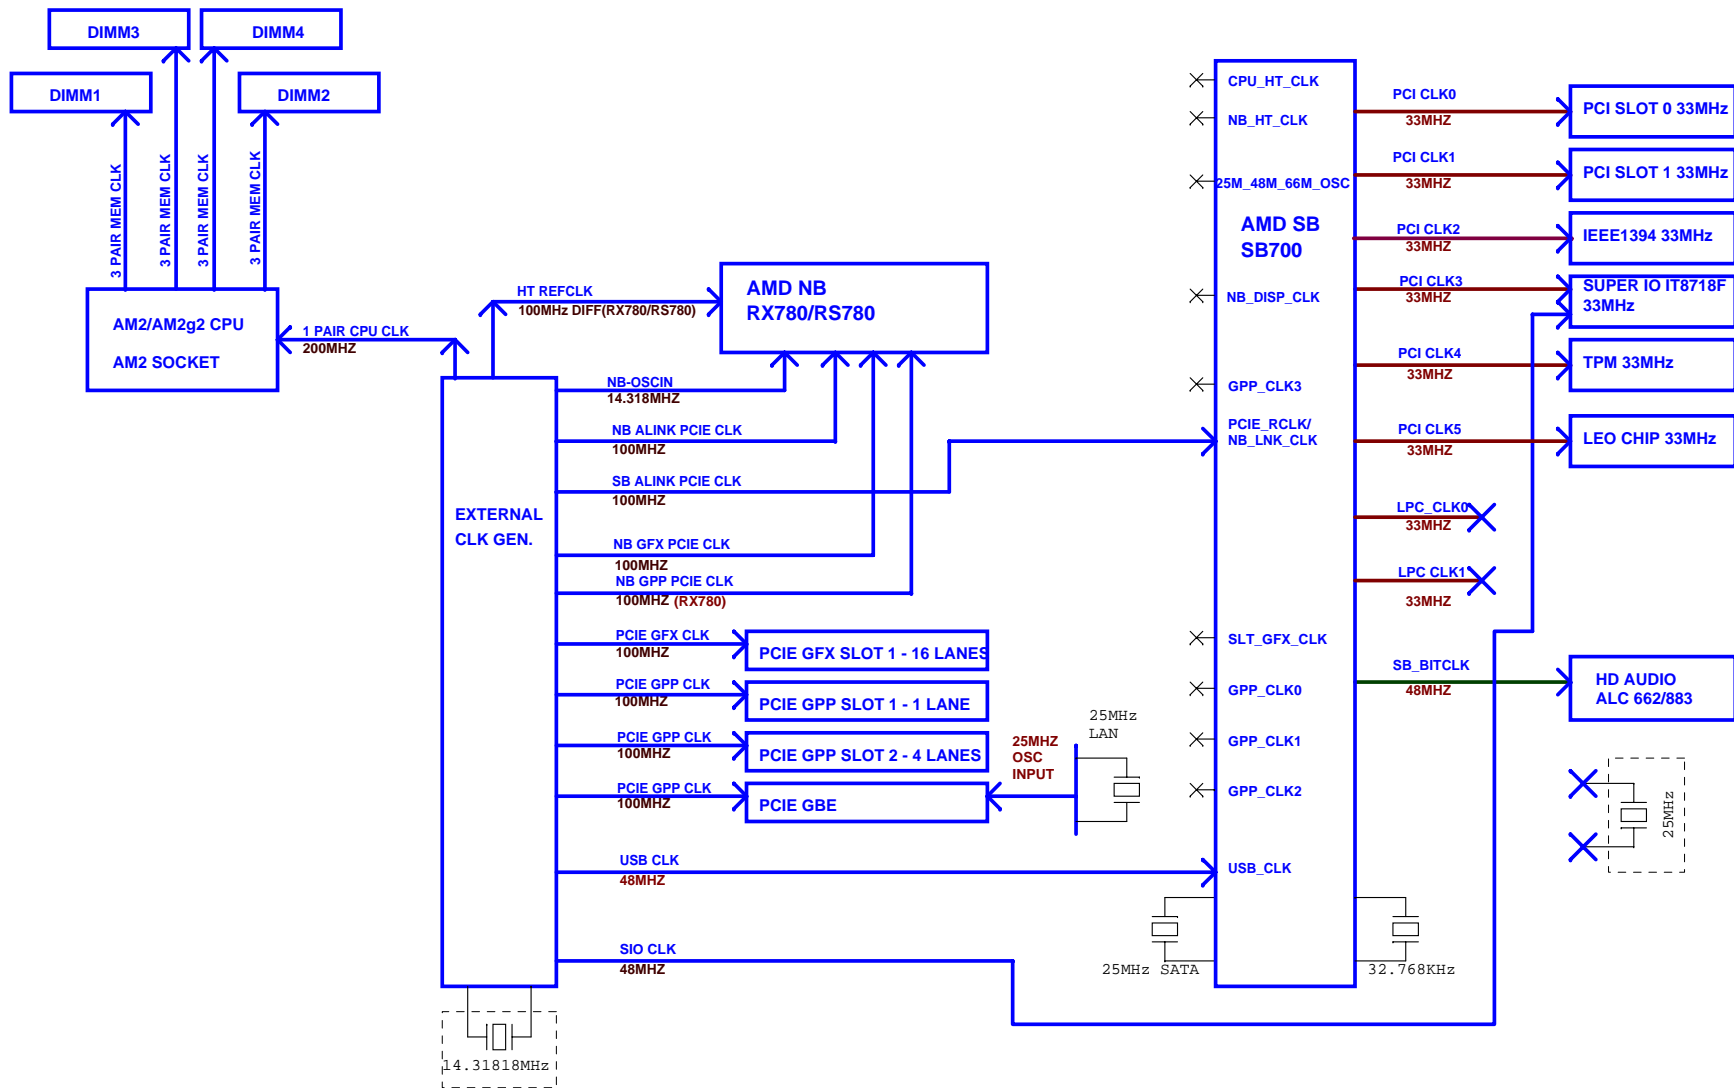 DIMM3
DIMM4
DIMM1
DIMM2
3 PAIR MEM CLK
3 PAIR MEM CLK
3 PAIR MEM CLK
3 PAIR MEM CLK
AM2/AM2g2 CPU
AM2 SOCKET
1 PAIR CPU CLK
200MHZ
HT REFCLK
100MHz DIFF(RX780/RS780)
AMD NB
RX780/RS780
EXTERNAL
CLK GEN.
NB-OSCIN
14.318MHZ
NB ALINK PCIE CLK
100MHZ
SB ALINK PCIE CLK
100MHZ
NB GFX PCIE CLK
100MHZ
NB GPP PCIE CLK
100MHZ (RX780)
PCIE GFX CLK
100MHZ
PCIE GFX SLOT 1 - 16 LANES
PCIE GPP CLK
100MHZ
PCIE GPP SLOT 1 - 1 LANE
PCIE GPP CLK
100MHZ
PCIE GPP SLOT 2 - 4 LANES
PCIE GPP CLK
100MHZ
PCIE GBE
25MHZ
OSC
INPUT
25MHz
LAN
USB CLK
48MHZ
SIO CLK
48MHZ
14.31818MHz
CPU_HT_CLK
NB_HT_CLK
25M_48M_66M_OSC
AMD SB
SB700
NB_DISP_CLK
GPP_CLK3
PCIE_RCLK/
NB_LNK_CLK
SLT_GFX_CLK
GPP_CLK0
GPP_CLK1
GPP_CLK2
USB_CLK
25MHz SATA
32.768KHz
PCI CLK0
33MHZ
PCI SLOT 0 33MHz
PCI CLK1
33MHZ
PCI SLOT 1 33MHz
PCI CLK2
33MHZ
IEEE1394 33MHz
PCI CLK3
33MHZ
SUPER IO IT8718F
33MHz
PCI CLK4
33MHZ
TPM 33MHz
PCI CLK5
33MHZ
LEO CHIP 33MHz
LPC_CLK0
33MHZ
LPC CLK1
33MHZ
SB_BITCLK
48MHZ
HD AUDIO
ALC 662/883
25MHz